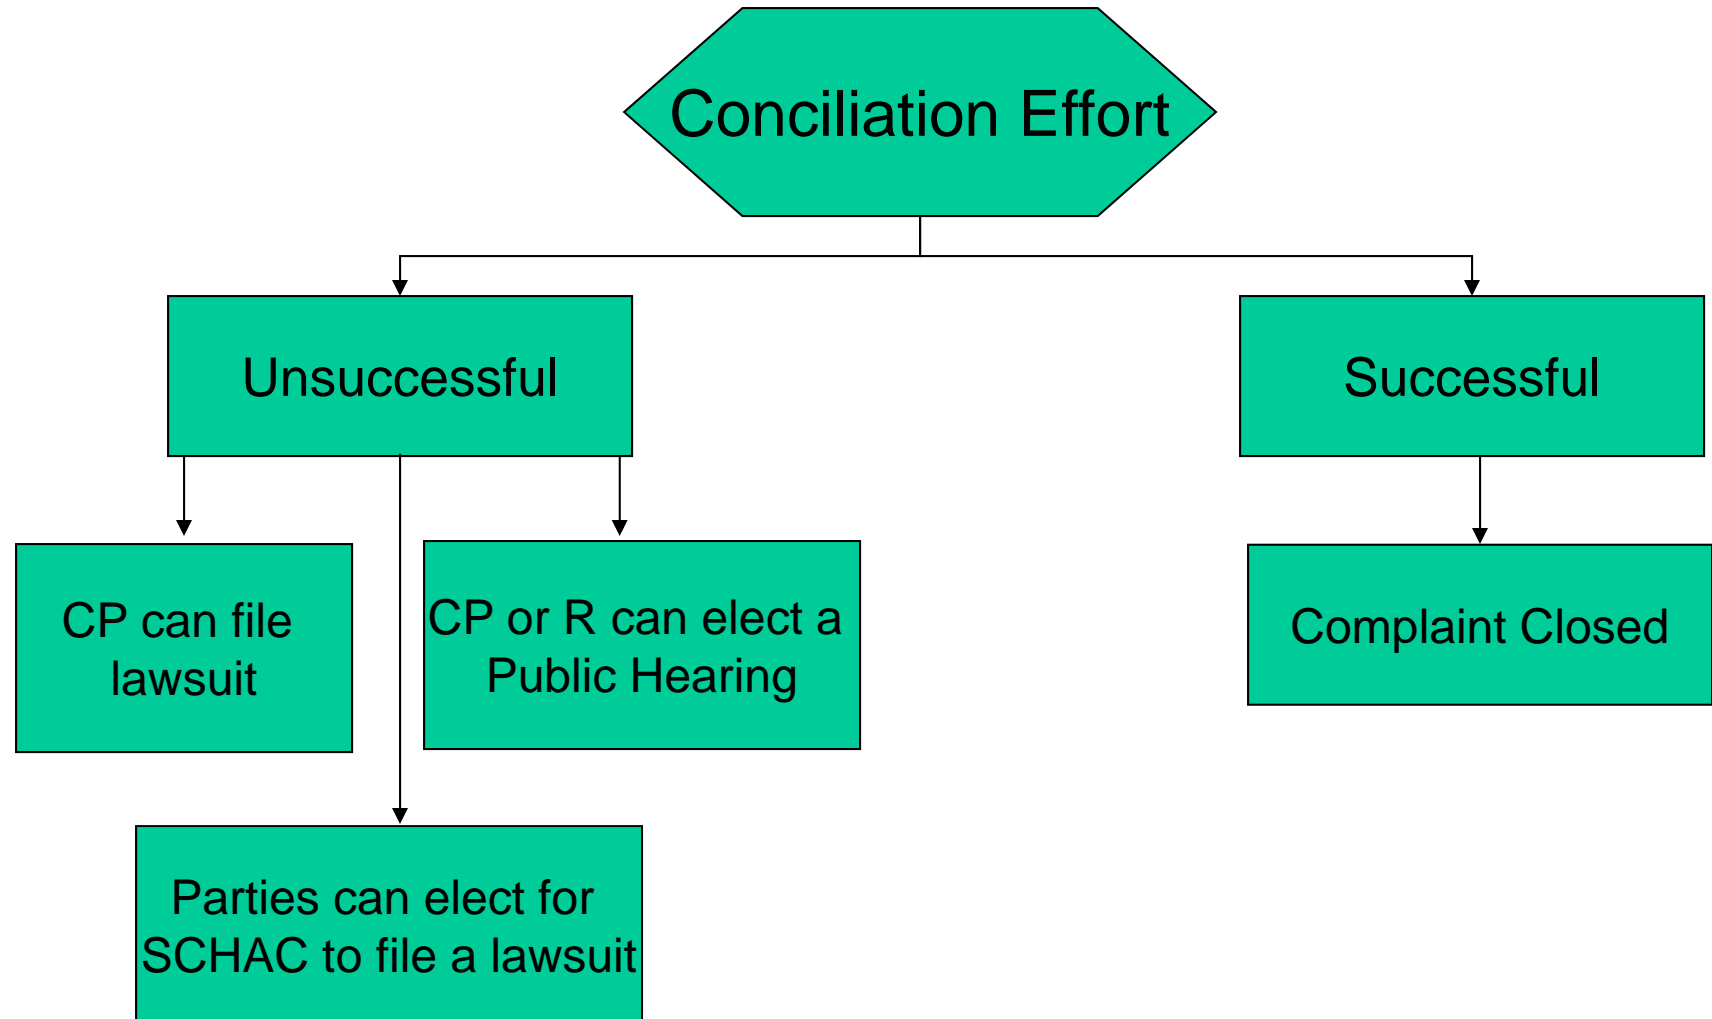 Conciliation Effort
Unsuccessful
Successful
CP can file
lawsuit
CP or R can elect a
Public Hearing
Complaint Closed
Parties can elect for
SCHAC to file a lawsuit